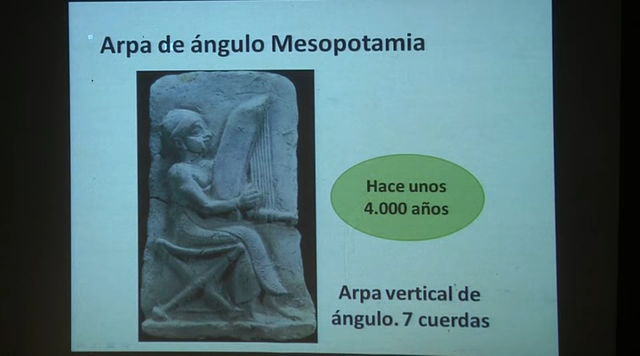 Arpa de ángulo Mesopotamia
Hace unos
4.000 años
Arpa vertical de
ángulo. 7 cuerdas